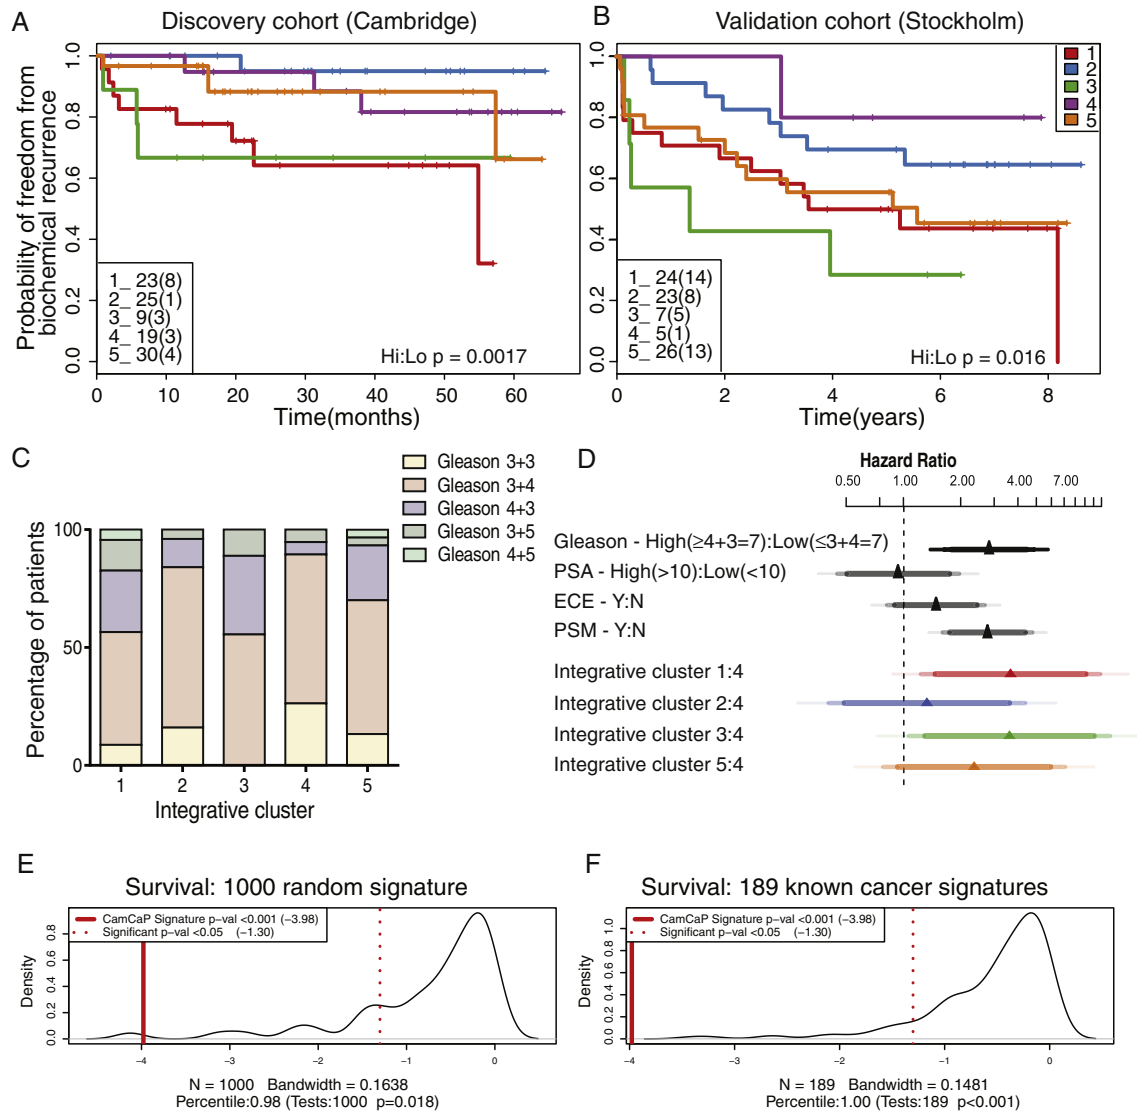 A
Discovery cohort (Cambridge)
Probability of freedom from
biochemical recurrence
1.0
0.8
0.6
0.4
0.2
0.0
1_ 23(8)
2_ 25(1)
3_ 9(3)
4_ 19(3)
5_ 30(4)
Hi:Lo p = 0.0017
0 20 40 60
Time(months)
B
Validation cohort (Stockholm)
1.0
0.8
0.6
0.4
0.2
0.0
1
2
3
4
5
1_ 24(14)
2_ 23(8)
3_ 7(5)
4_ 5(1)
5_ 26(13)
Hi:Lo p = 0.016
0 2 4 6 8
Time(years)
C
Gleason 3+3
Gleason 3+4
Gleason 4+3
Gleason 3+5
Gleason 4+5
Percentage of patients
100
50
0
1 2 3 4 5
Integrative cluster
D
Hazard Ratio
0.50 1.00 2.00 4.00 7.00
Gleason - High(≥4+3=7):Low(≤3+4=7)
PSA - High(>10):Low(<10)
ECE - Y:N
PSM - Y:N
Integrative cluster 1:4
Integrative cluster 2:4
Integrative cluster 3:4
Integrative cluster 5:4
E
Survival: 1000 random signature
CamCaP Signature p-val <0.001 (−3.98)
Significant p-val <0.05 (−1.30)
Density
0.8
0.6
0.4
0.2
0.0
−4 −3 −2 −1 0
N = 1000 Bandwidth = 0.1638
Percentile:0.98 (Tests:1000 p=0.018)
F
Survival: 189 known cancer signatures
CamCaP Signature p-val <0.001 (−3.98)
Significant p-val <0.05 (−1.30)
Density
1.0
0.8
0.6
0.4
0.2
0.0
−4 −3 −2 −1 0
N = 189 Bandwidth = 0.1481
Percentile:1.00 (Tests:189 p<0.001)